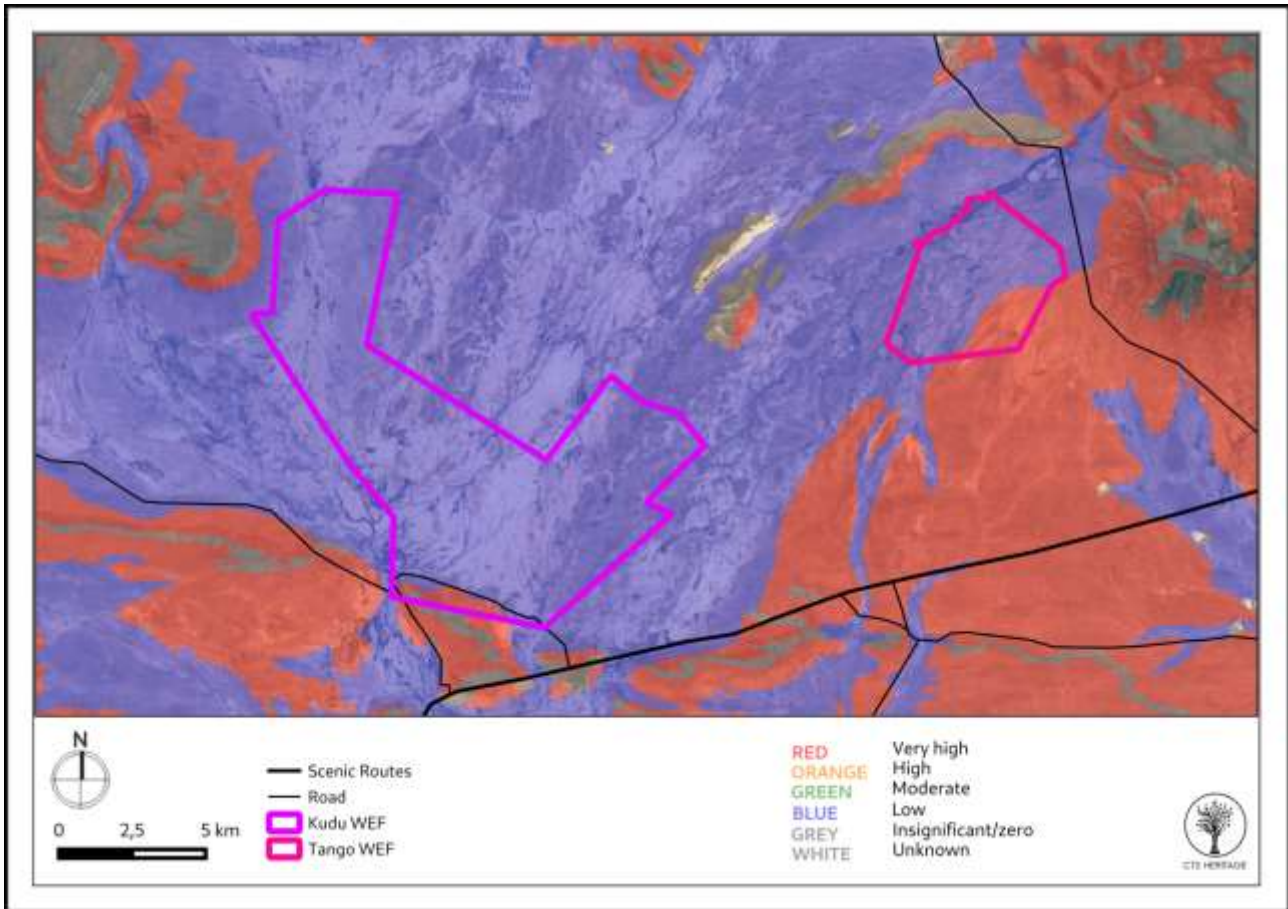 N
0 2,5 5 km
Scenic Routes
Road
Kudu WEF
Tango WEF
RED Very high
ORANGE High
GREEN Moderate
BLUE Low
GREY Insignificant/zero
WHITE Unknown
CTS HERITAGE